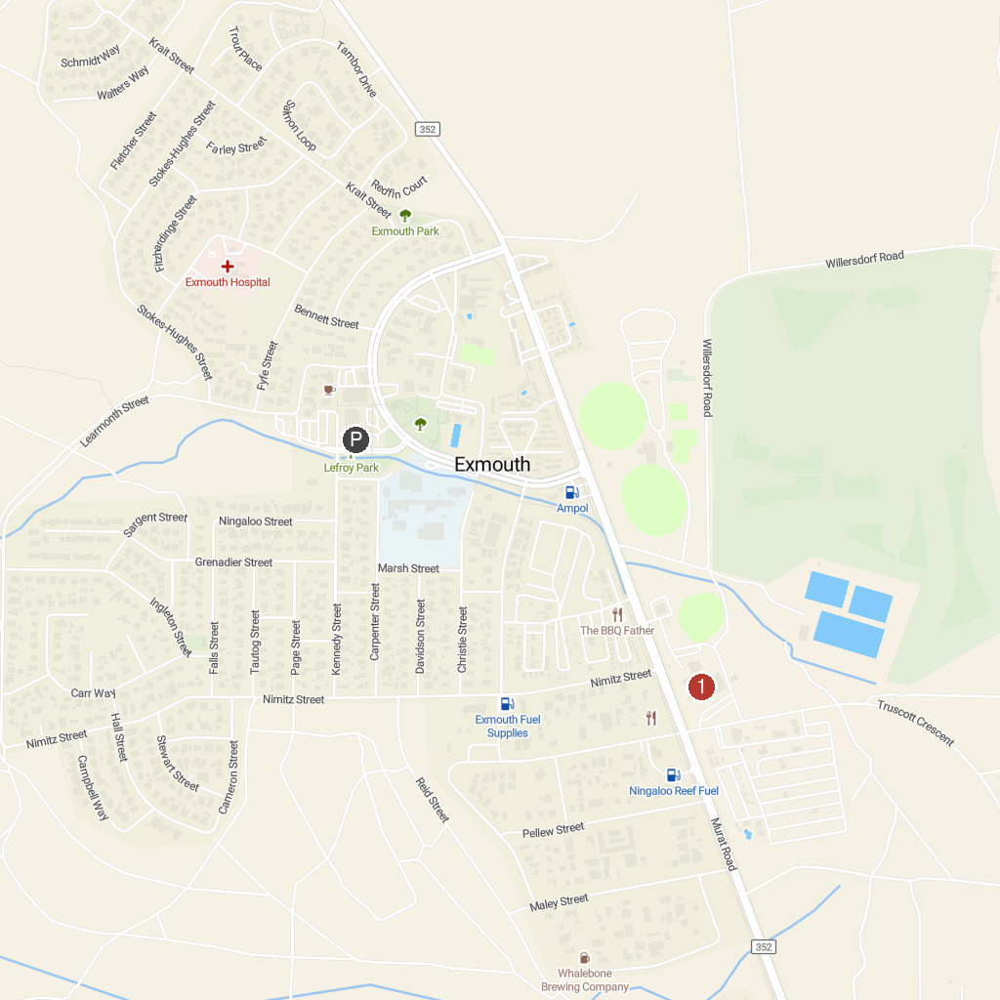 Schmidt Way
Krait Street
Trout Place
Tambor Drive
Walters Way
Fletcher Street
Stokes-Hughes Street
Salmon Loop
Farley Street
352
Redfin Court
Krait Street
Exmouth Park
Fitzhardinge Street
Exmouth Hospital
Willersdorf Road
Stokes-Hughes Street
Bennett Street
Fyfe Street
Willersdorf Road
Learmonth Street
P
Lefroy Park
Exmouth
Ampol
Sargent Street
Ningaloo Street
Grenadier Street
Marsh Street
Ingleton Street
Falls Street
Tautog Street
Page Street
Kennedy Street
Carpenter Street
Davidson Street
Christie Street
The BBQ Father
Nimitz Street
1
Carr Way
Nimitz Street
Exmouth Fuel
Supplies
Truscott Crescent
Nimitz Street
Hall Street
Stewart Street
Campbell Way
Cameron Street
Reid Street
Ningaloo Reef Fuel
Pellew Street
Murat Road
Maley Street
352
Whalebone
Brewing Company